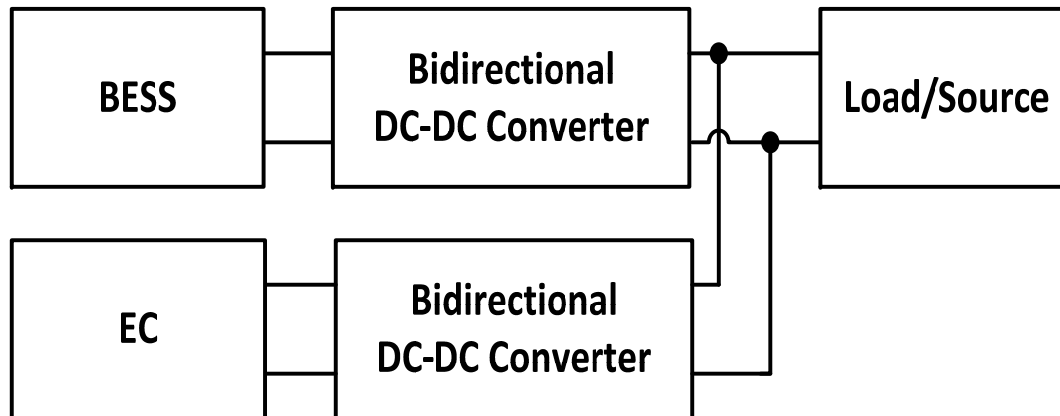 BESS
Bidirectional
DC-DC Converter
Load/Source
EC
Bidirectional
DC-DC Converter